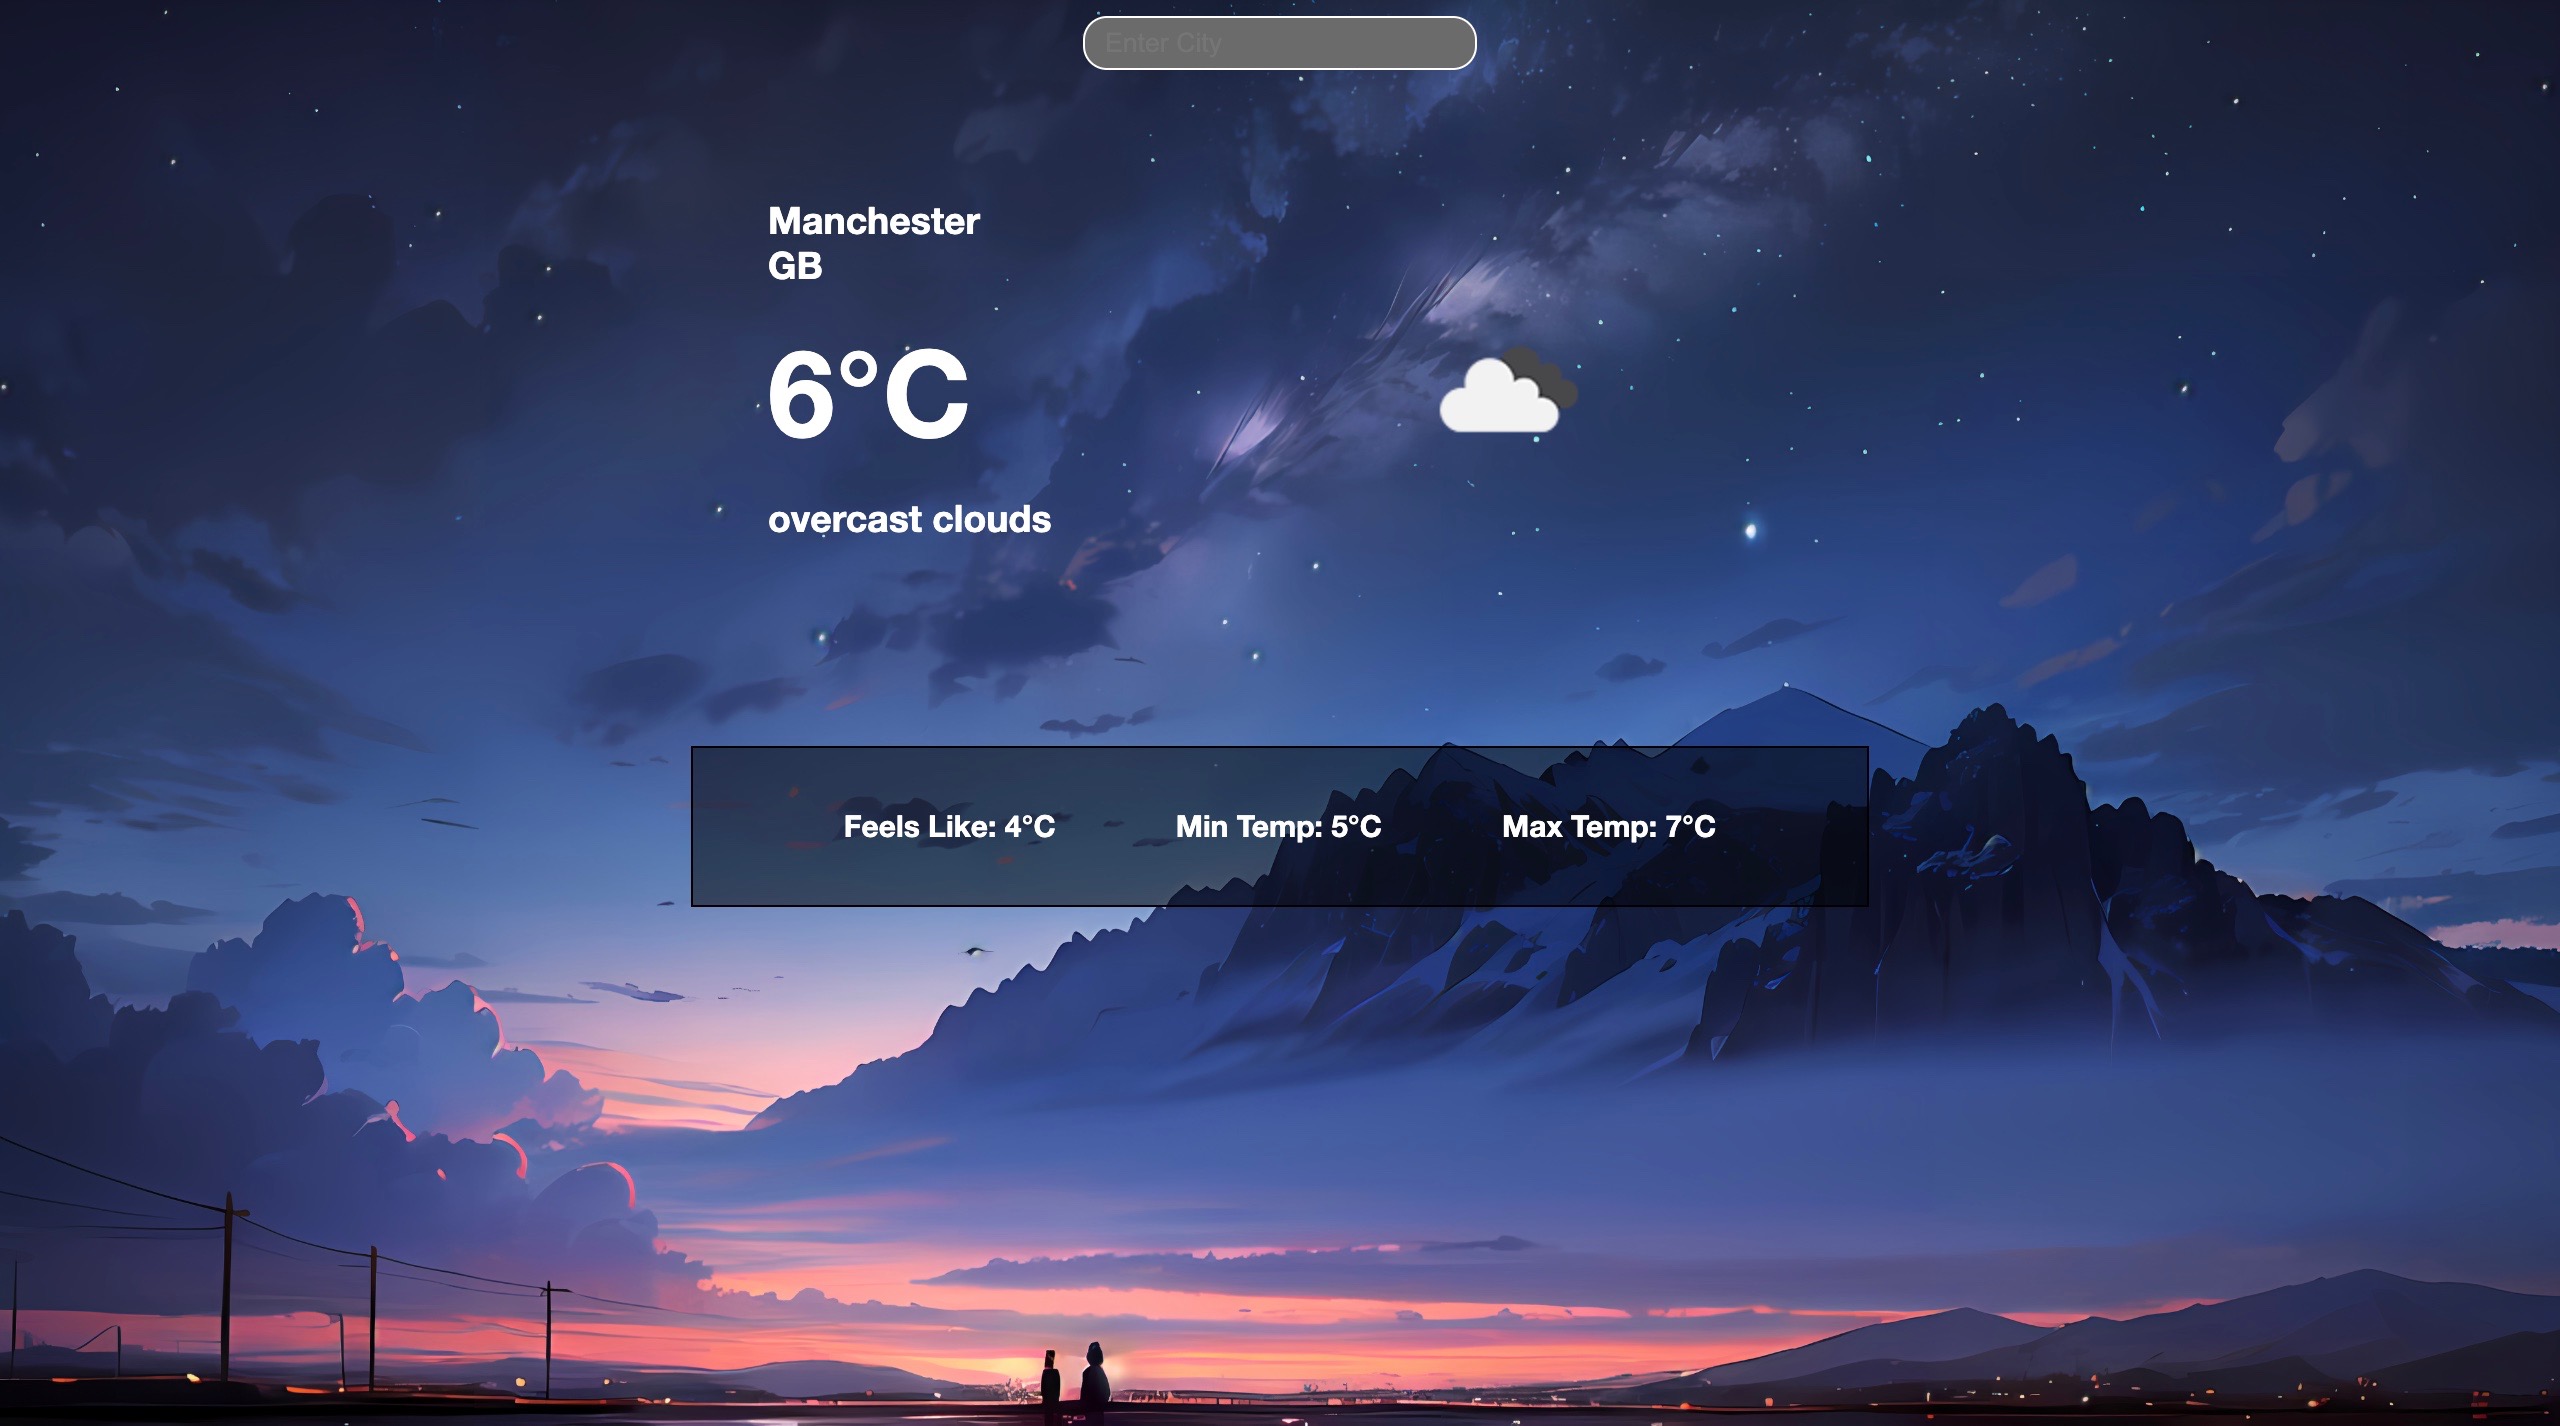 Enter City
Manchester
GB
6°C
overcast clouds
Feels Like: 4°C
Min Temp: 5°C
Max Temp: 7°C